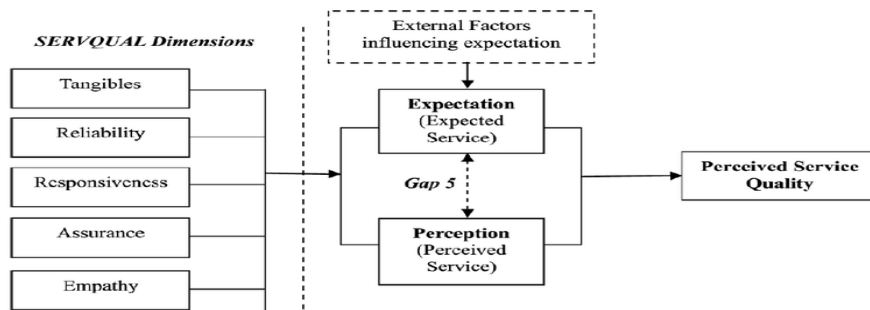 SERVQUAL Dimensions
Tangibles
Reliability
Responsiveness
Assurance
Empathy
External Factors
influencing expectation
Expectation
(Expected
Service)
Gap 5
Perception
(Perceived
Service)
Perceived Service
Quality